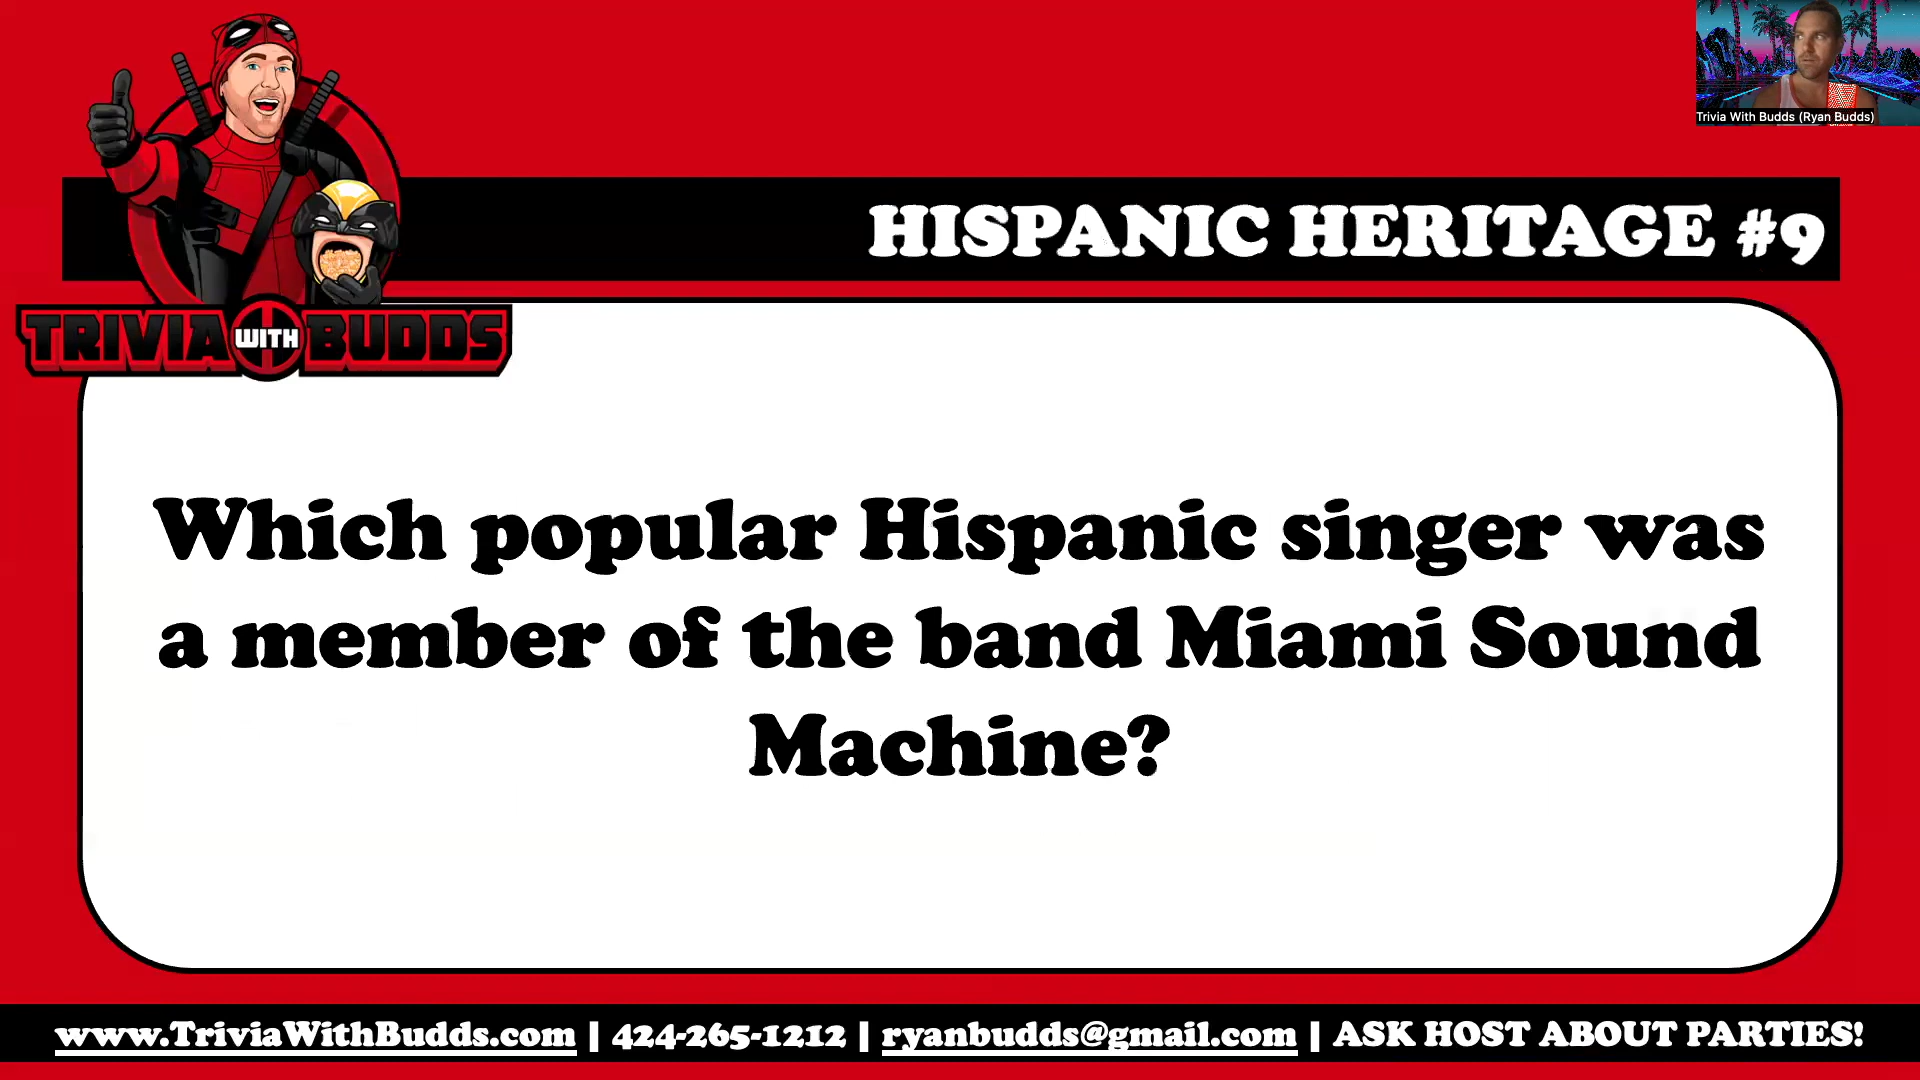 Trivia With Budds (Ryan Budds)
HISPANIC HERITAGE #9
TRIVIA WITH BUDDS
Which popular Hispanic singer was
a member of the band Miami Sound
Machine?
www.TriviaWithBudds.com | 424-265-1212 | ryanbudds@gmail.com | ASK HOST ABOUT PARTIES!